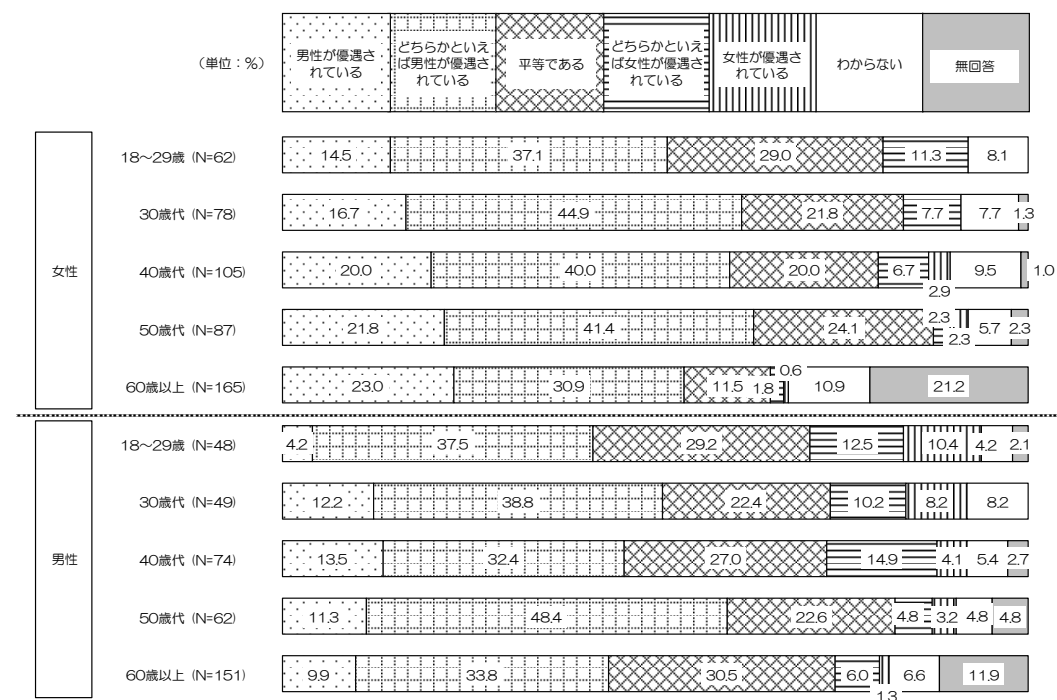 （単位：％）
男性が優遇さ
れている
どちらかといえ
ば男性が優遇さ
れている
平等である
どちらかといえ
ば女性が優遇さ
れている
女性が優遇さ
れている
わからない
無回答
女性
18～29歳 (N=62)
14.5 37.1 29.0 11.3 8.1
30歳代 (N=78)
16.7 44.9 21.8 7.7 7.7 1.3
40歳代 (N=105)
20.0 40.0 20.0 6.7 2.9 9.5 1.0
50歳代 (N=87)
21.8 41.4 24.1 2.3 2.3 5.7 2.3
60歳以上 (N=165)
23.0 30.9 11.5 1.8 0.6 10.9 21.2
男性
18～29歳 (N=48)
4.2 37.5 29.2 12.5 10.4 4.2 2.1
30歳代 (N=49)
12.2 38.8 22.4 10.2 8.2 8.2
40歳代 (N=74)
13.5 32.4 27.0 14.9 4.1 5.4 2.7
50歳代 (N=62)
11.3 48.4 22.6 4.8 3.2 4.8 4.8
60歳以上 (N=151)
9.9 33.8 30.5 6.0 1.3 6.6 11.9